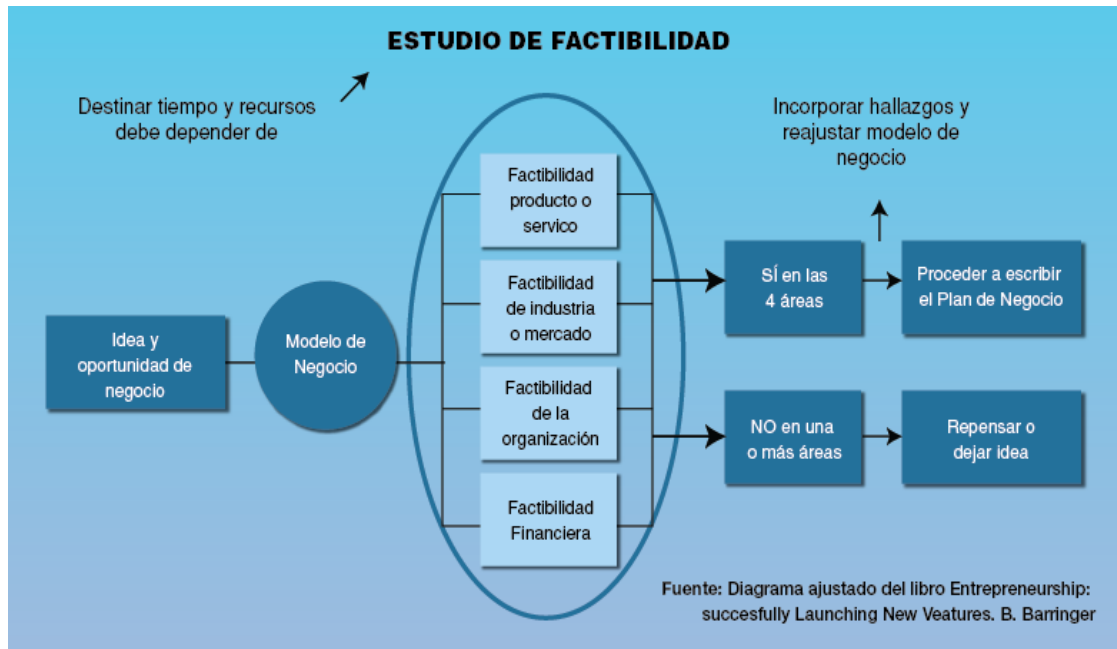 ESTUDIO DE FACTIBILIDAD
Destinar tiempo y recursos
debe depender de
Incorporar hallazgos y
reajustar modelo de
negocio
Idea y
oportunidad de
negocio
Modelo de
Negocio
Factibilidad
producto o
servico
Factibilidad
de industria
o mercado
Factibilidad
de la
organización
Factibilidad
Financiera
SÍ en las
4 áreas
Proceder a escribir
el Plan de Negocio
NO en una
o más áreas
Repensar o
dejar idea
Fuente: Diagrama ajustado del libro Entrepreneurship:
succesfully Launching New Veatures. B. Barringer